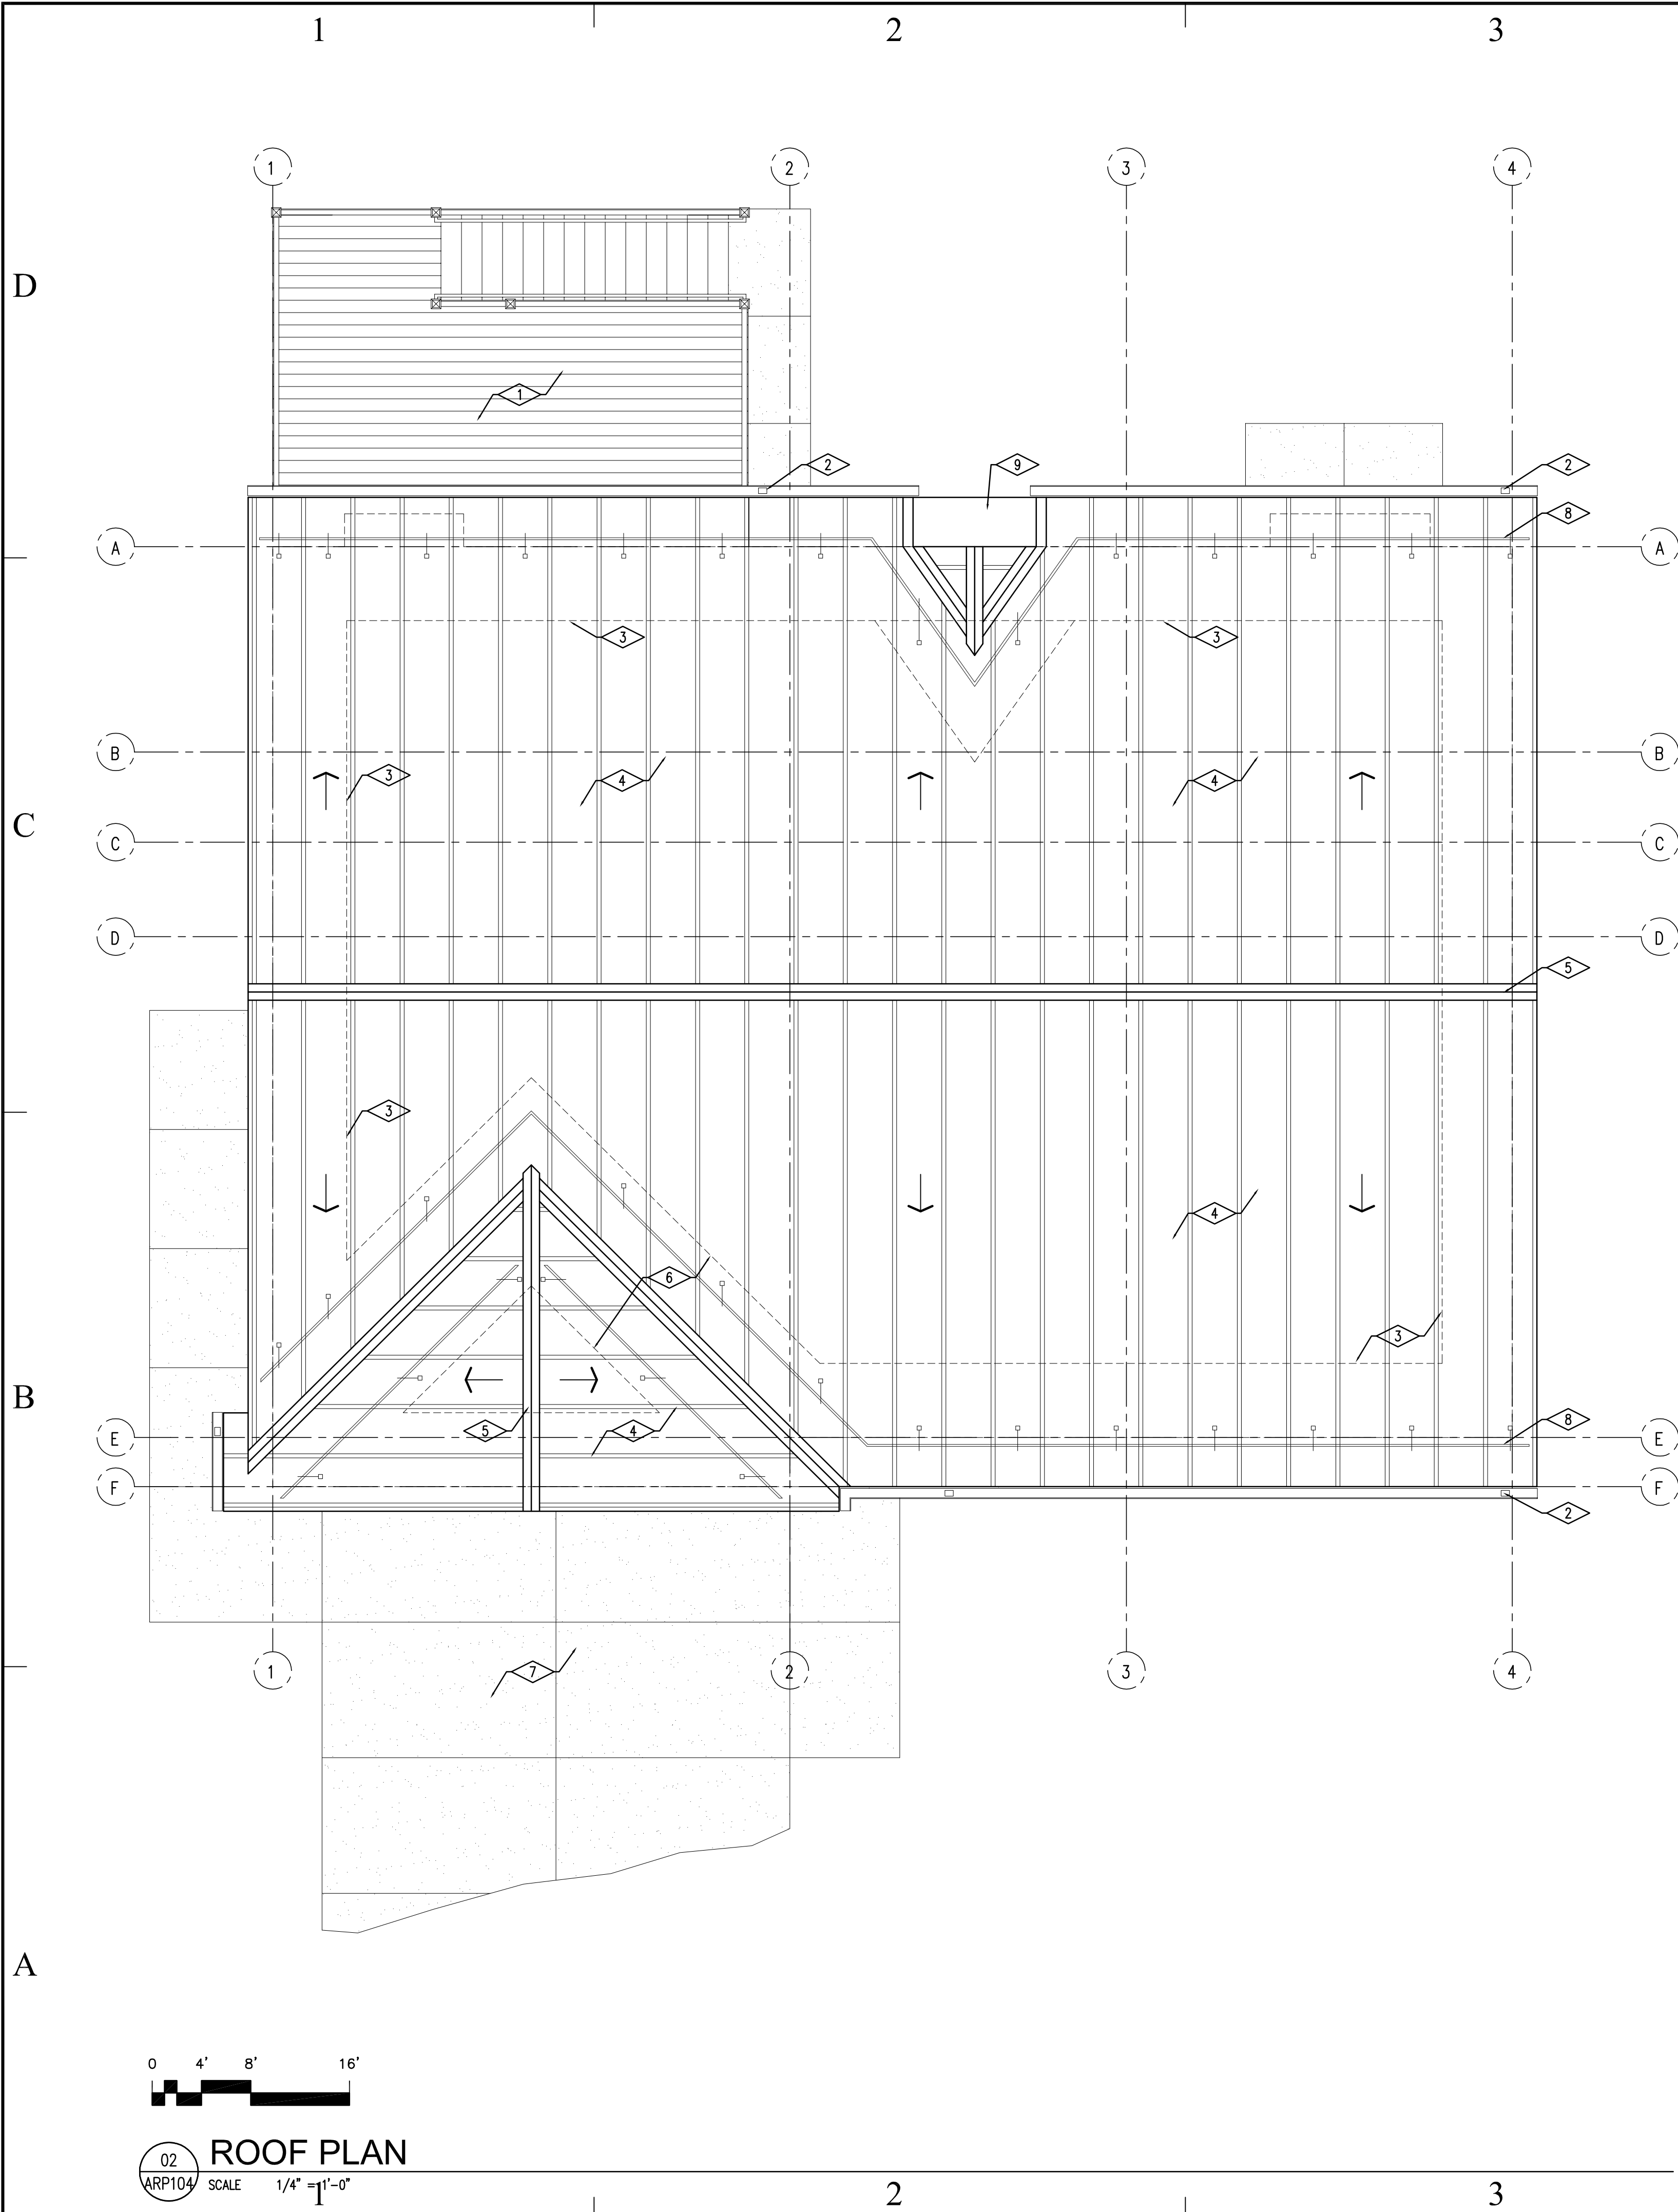 1 2 3
1 2 3 4
D
1
2 9 2
8
A A
3 3
B B
3 4 4
C
C C
D D
5
3
4
6
3
B
5 4 8
E E
F F
2
1 7 2 3 4
A
0 4' 8' 16'
02 ROOF PLAN
ARP104 SCALE 1/4" = 1'-0"
1 2 3